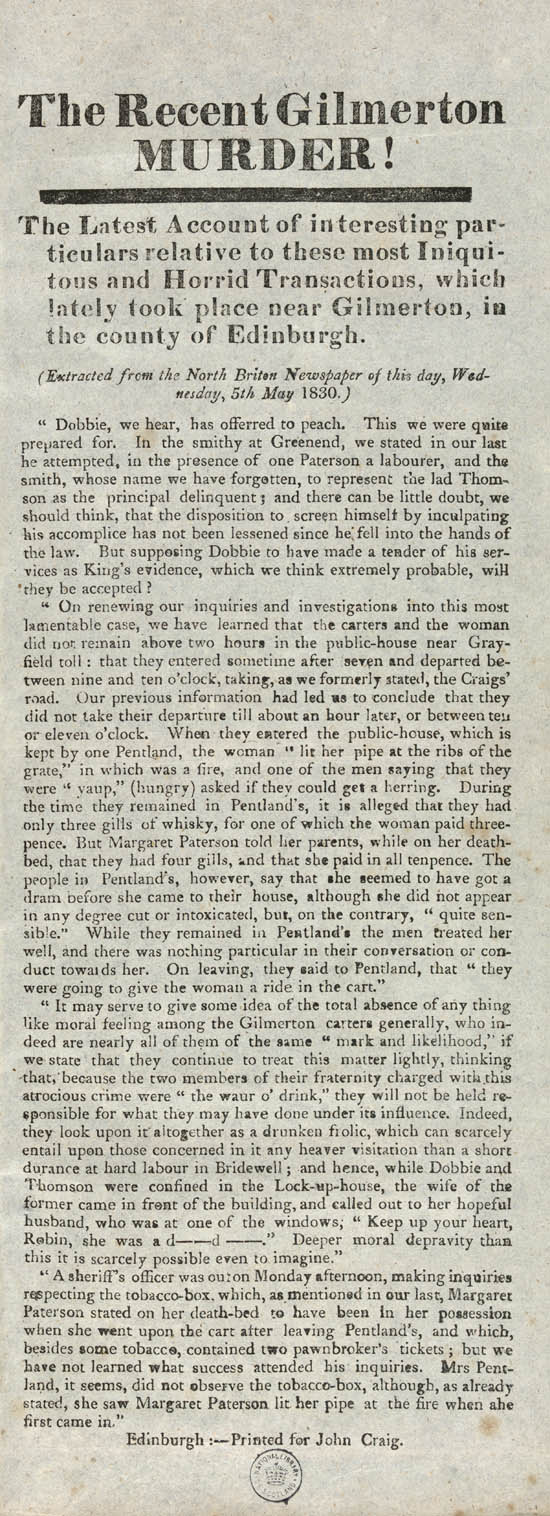 The Recent Gilmerton
MURDER!
The Latest Account of interesting par-
ticulars relative to these most Iniqui-
tous and Horrid Transactions, which
lately took place near Gilmerton, in
the county of Edinburgh.
(Extracted from the North Briton Newspaper of this day, Wed-
nesday, 5th May 1830.)
“ Dobbie, we hear, has offerred to peach. This we were quite
prepared for. In the smithy at Greenend, we stated in our last
he attempted, in the presence of one Paterson a labourer, and the
smith, whose name we have forgotten, to represent the lad Thom-
son as the principal delinquent; and there can be little doubt, we
should think, that the disposition to screen himself by inculpating
his accomplice has not been lessened since he fell into the hands of
the law. But supposing Dobbie to have made a tender of his ser-
vices as King's evidence, which we think extremely probable, will
they be accepted?
“ On renewing our inquiries and investigations into this most
lamentable case, we have learned that the carters and the woman
did not remain above two hours in the public-house near Gray-
field toll: that they entered sometime after seven and departed be-
tween nine and ten o'clock, taking, as we formerly stated, the Craigs'
road. Our previous information had led us to conclude that they
did not take their departure till about an hour later, or between ten
or eleven o'clock. When they entered the public-house, which is
kept by one Pentland, the woman “ lit her pipe at the ribs of the
grate,” in which was a fire, and one of the men saying that they
were “ yaup,” (hungry) asked if they could get a herring. During
the time they remained in Pentland's, it is alleged that they had
only three gills of whisky, for one of which the woman paid three-
pence. But Margaret Paterson told her parents, while on her death-
bed, that they had four gills, and that she paid in all tenpence. The
people in Pentland's, however, say that she seemed to have got a
dram before she came to their house, although she did not appear
in any degree cut or intoxicated, but, on the contrary, “ quite sen-
sible.” While they remained in Pentland's the men treated her
well, and there was nothing particular in their conversation or con-
duct towards her. On leaving, they said to Pentland, that “ they
were going to give the woman a ride in the cart.”
“ It may serve to give some idea of the total absence of any thing
like moral feeling among the Gilmerton carters generally, who in-
deed are nearly all of them of the same “ mark and likelihood,” if
we state that they continue to treat this matter lightly, thinking
that, because the two members of their fraternity charged with this
atrocious crime were “ the waur o' drink,” they will not be held re-
sponsible for what they may have done under its influence. Indeed,
they look upon it altogether as a drunken frolic, which can scarcely
entail upon those concerned in it any heavier visitation than a short
durance at hard labour in Bridewell; and hence, while Dobbie and
Thomson were confined in the Lock-up-house, the wife of the
former came in front of the building, and called out to her hopeful
husband, who was at one of the windows, “ Keep up your heart,
Robin, she was a d——d ——.” Deeper moral depravity than
this it is scarcely possible even to imagine.”
“ A sheriff's officer was out on Monday afternoon, making inquiries
respecting the tobacco-box, which, as mentioned in our last, Margaret
Paterson stated on her death-bed to have been in her possession
when she went upon the cart after leaving Pentland's, and which,
besides some tobacco, contained two pawnbroker's tickets; but we
have not learned what success attended his inquiries. Mrs Pent-
land, it seems, did not observe the tobacco-box, although, as already
stated, she saw Margaret Paterson lit her pipe at the fire when she
first came in.”
Edinburgh :—Printed for John Craig.
NATIONAL LIBRARY
SCOTLAND